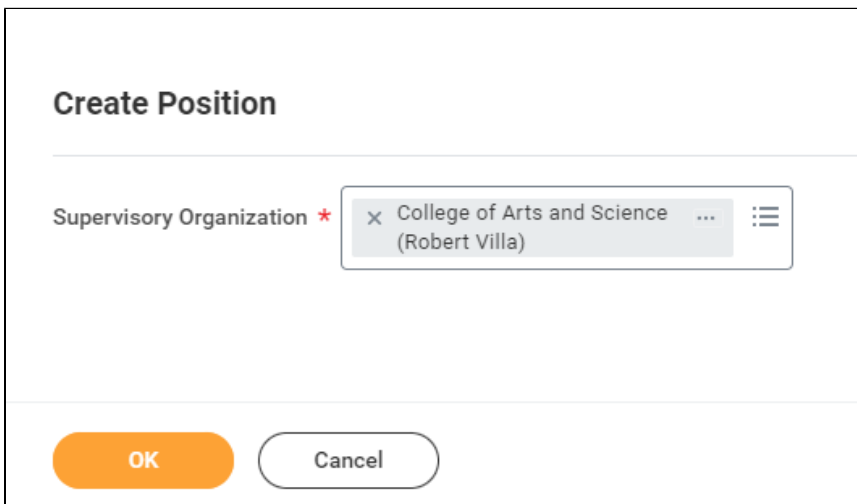 Create Position
Supervisory Organization * × College of Arts and Science ...
(Robert Villa)
OK Cancel